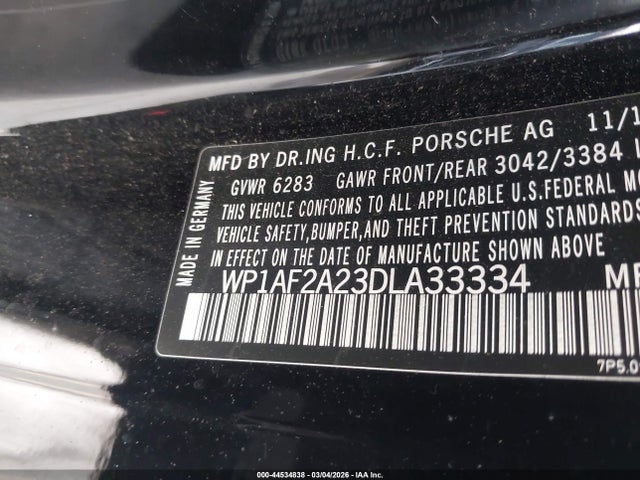 MFD BY DR.ING H.C.F. PORSCHE AG 11/1
GVWR 6283 GAWR FRONT/REAR 3042/3384
THIS VEHICLE CONFORMS TO ALL APPLICABLE U.S.FEDERAL
VEHICLE SAFETY,BUMPER,AND THEFT PREVENTION STANDARDS
IN EFFECT ON THE DATE OF MANUFACTURE SHOWN ABOVE
WP1AF2A23DLA33334
MADE IN GERMANY
7P5.0
000-44534838 - 03/04/2026 - IAA Inc.